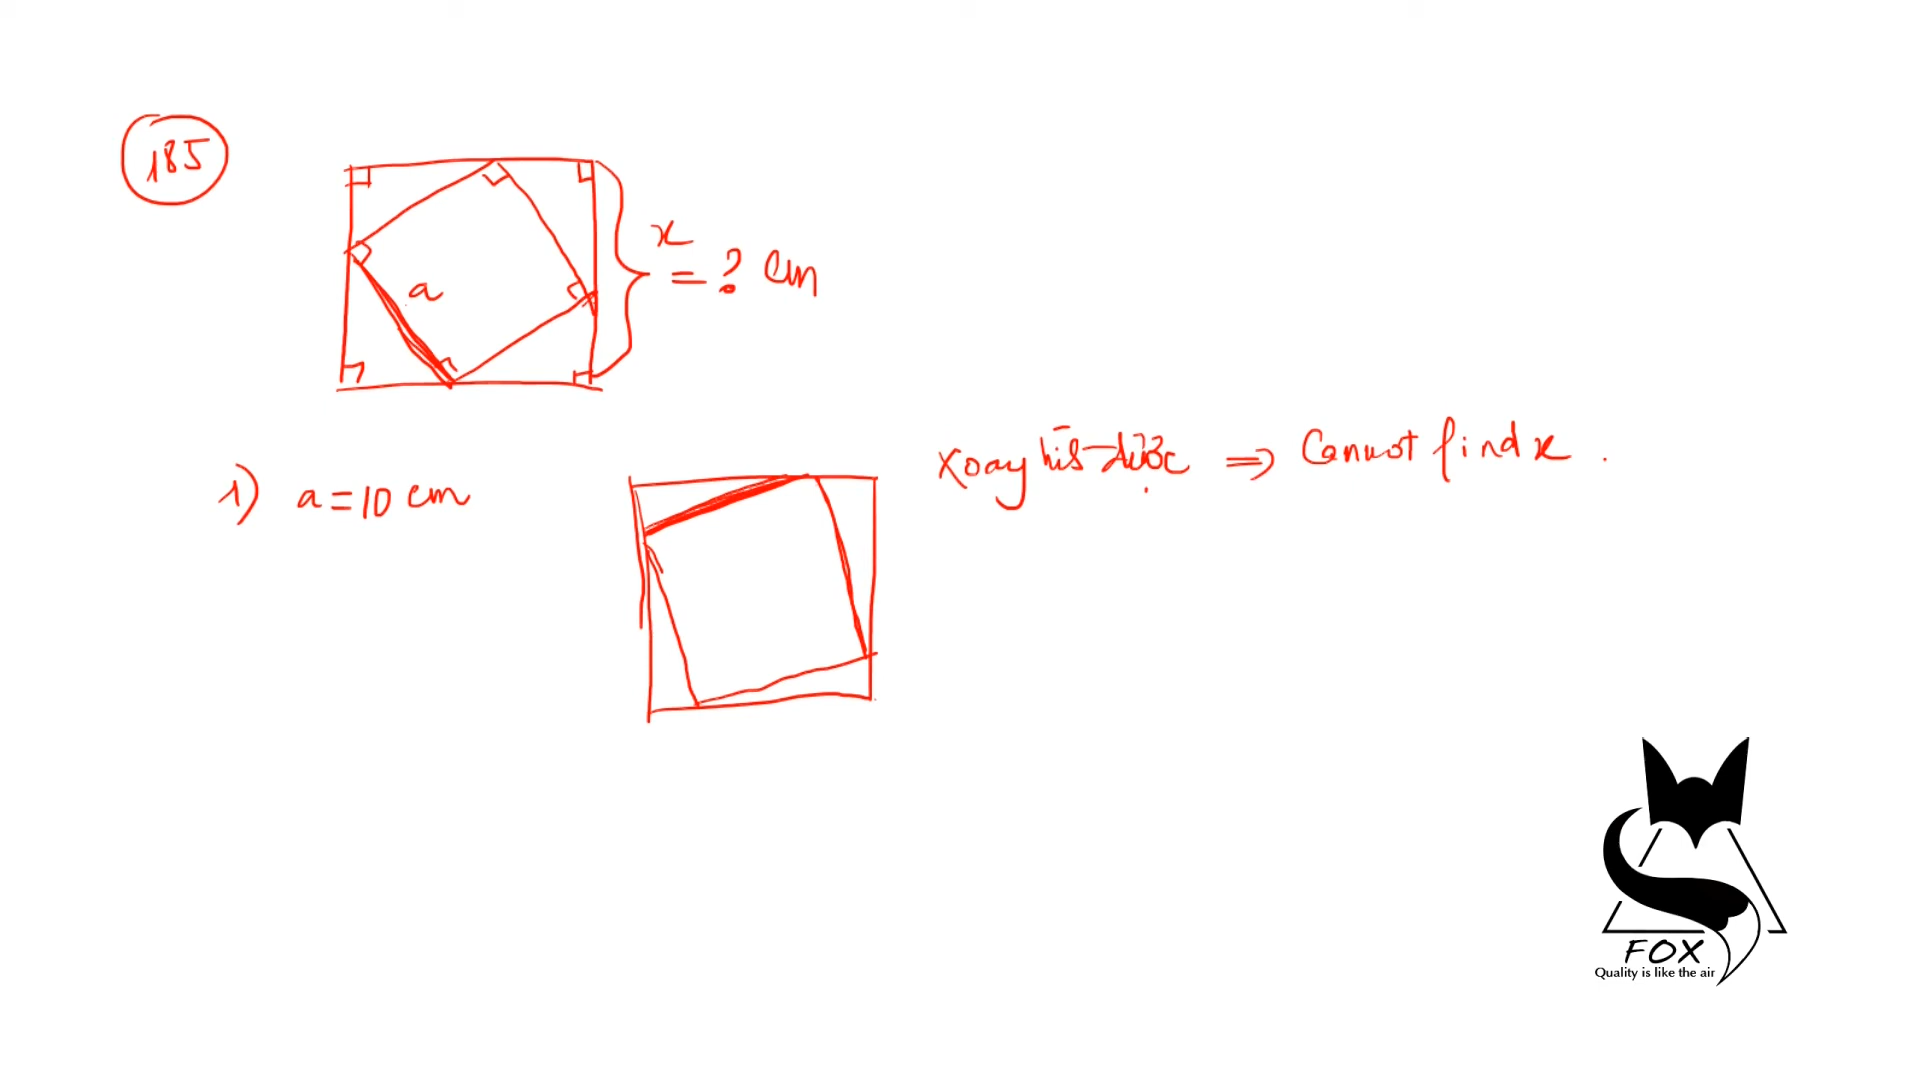 185
x
= ? cm
a
xoay
=> Cannot find x.
1) a = 10 cm
FOX
Quality is like the air